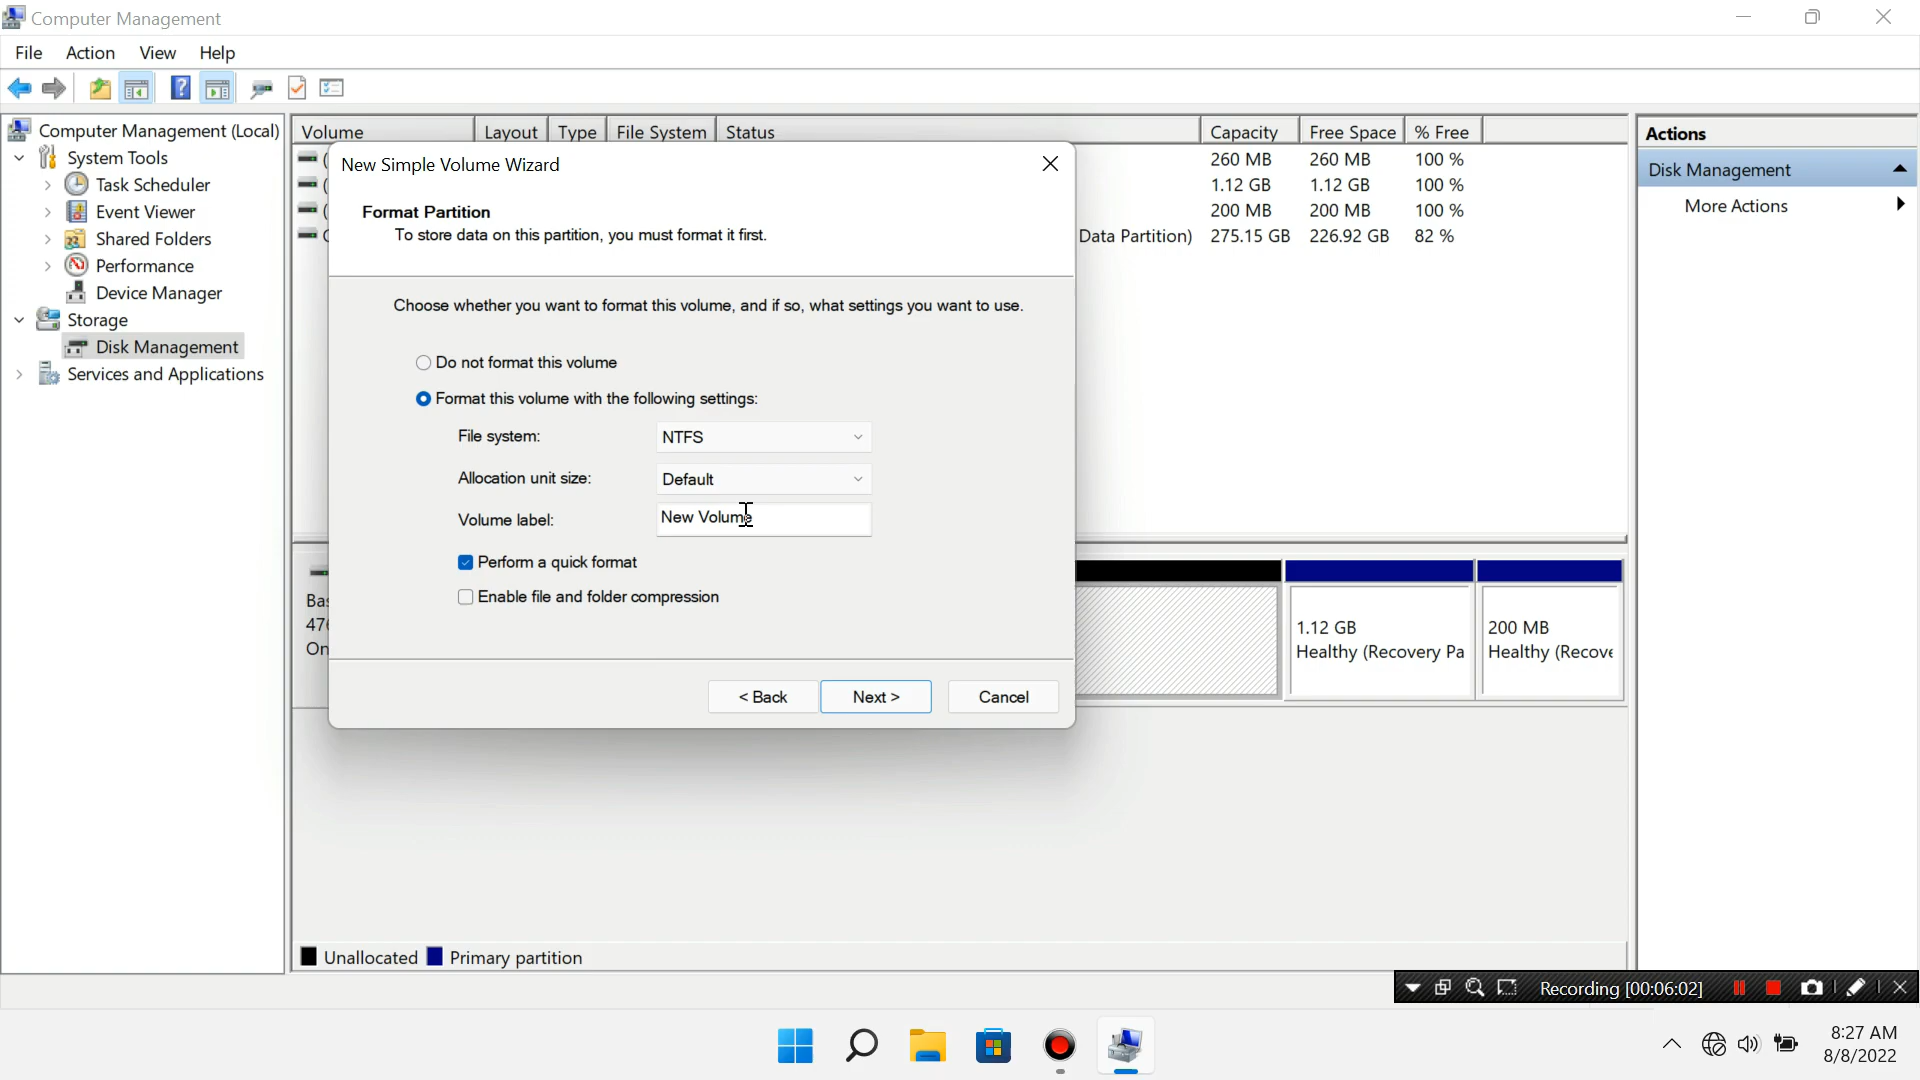 Computer Management
File Action View Help
Computer Management (Local)
System Tools
Task Scheduler
Event Viewer
Shared Folders
Performance
Device Manager
Storage
Disk Management
Services and Applications
Volume Layout Type File System Status Capacity Free Space % Free
260 MB 260 MB 100 %
1.12 GB 1.12 GB 100 %
200 MB 200 MB 100 %
Data Partition) 275.15 GB 226.92 GB 82 %
New Simple Volume Wizard
Format Partition
To store data on this partition, you must format it first.
Choose whether you want to format this volume, and if so, what settings you want to use.
Do not format this volume
Format this volume with the following settings:
File system: NTFS
Allocation unit size: Default
Volume label: New Volume
Perform a quick format
Enable file and folder compression
< Back Next > Cancel
Bas
476
On
1.12 GB
Healthy (Recovery Pa
200 MB
Healthy (Recove
Unallocated Primary partition
Actions
Disk Management
More Actions
Recording [00:06:02]
8:27 AM
8/8/2022